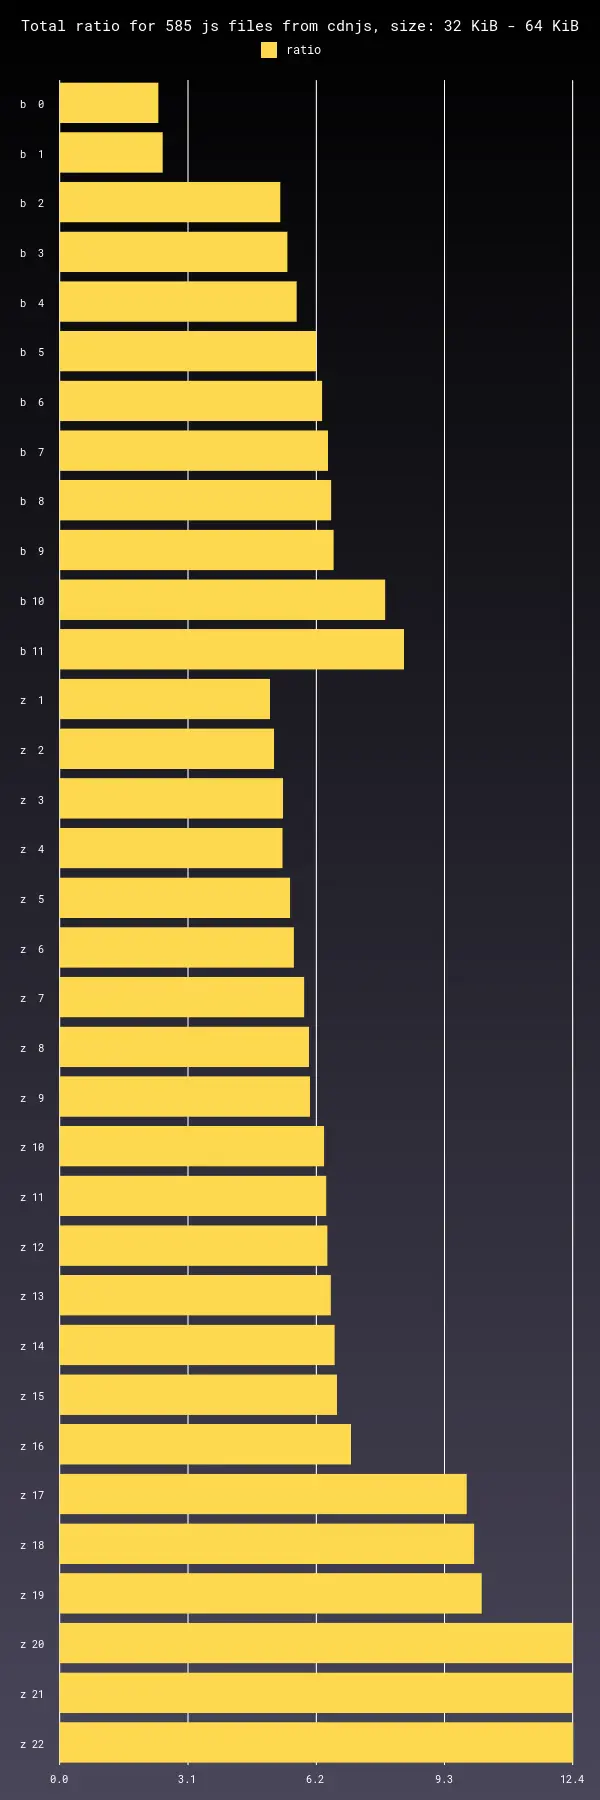 Total ratio for 585 js files from cdnjs, size: 32 KiB - 64 KiB
ratio
b 0
b 1
b 2
b 3
b 4
b 5
b 6
b 7
b 8
b 9
b 10
b 11
z 1
z 2
z 3
z 4
z 5
z 6
z 7
z 8
z 9
z 10
z 11
z 12
z 13
z 14
z 15
z 16
z 17
z 18
z 19
z 20
z 21
z 22
0.0 3.1 6.2 9.3 12.4